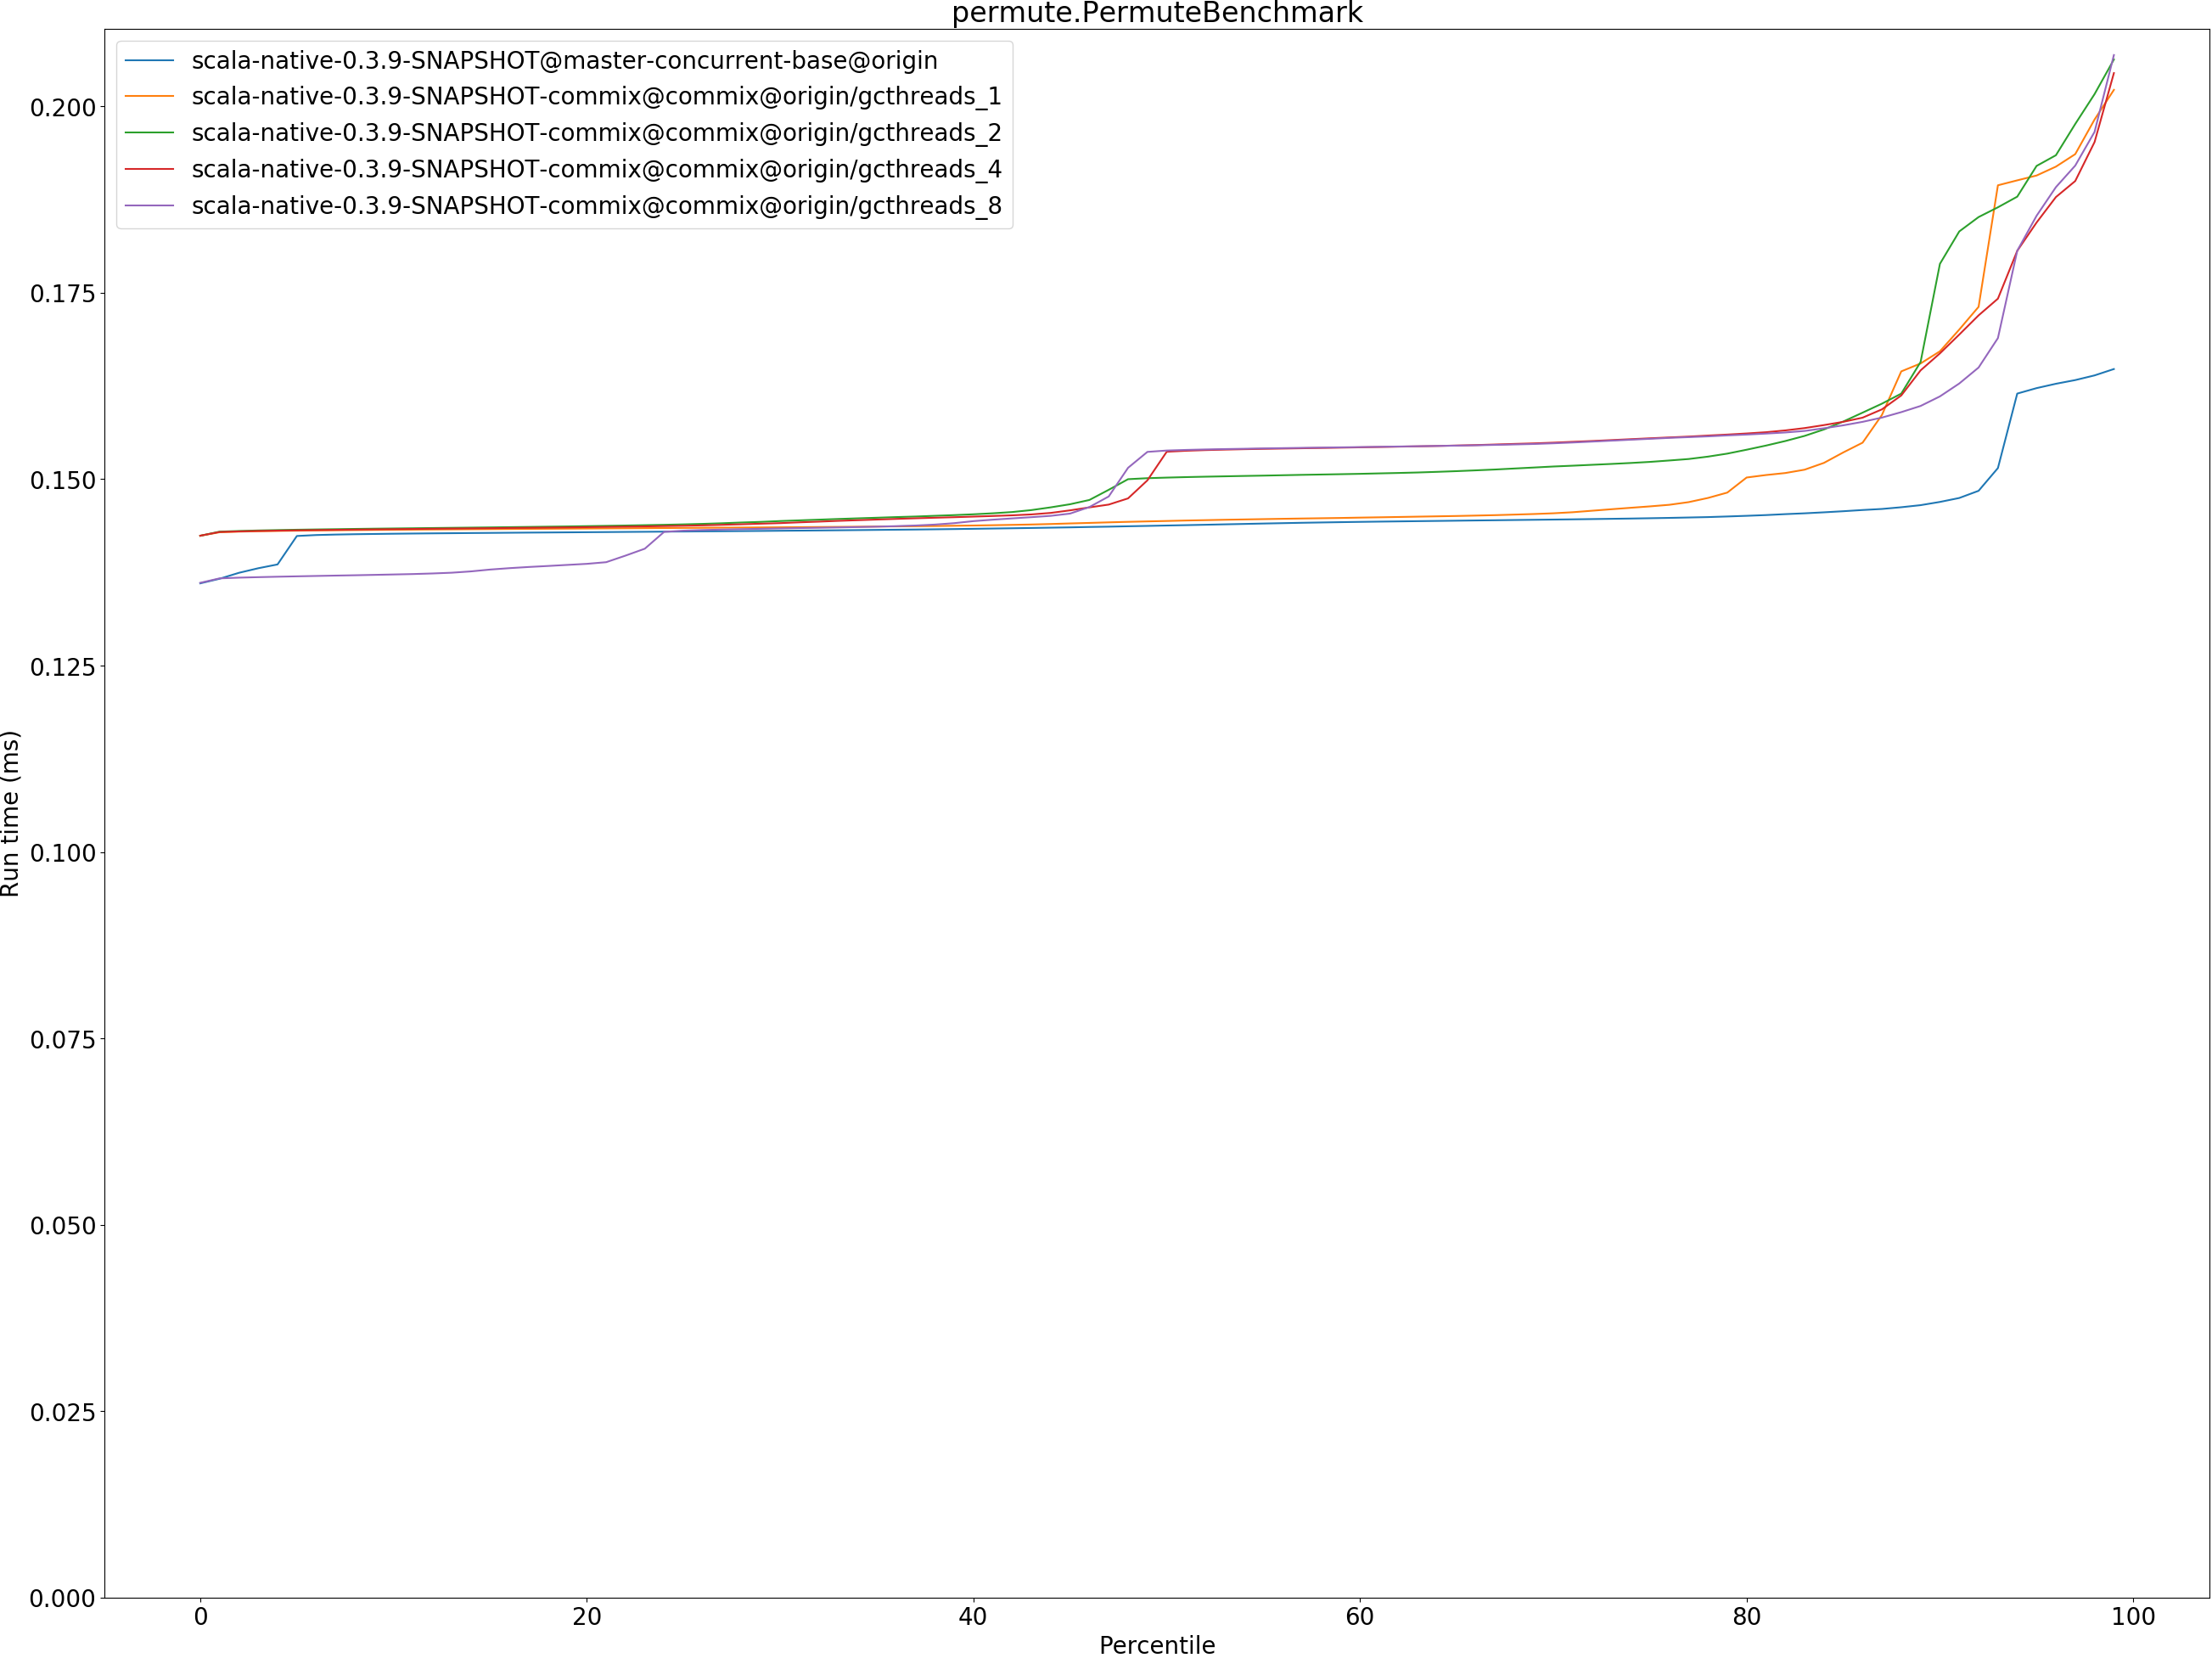 permute.PermuteBenchmark
scala-native-0.3.9-SNAPSHOT@master-concurrent-base@origin
scala-native-0.3.9-SNAPSHOT-commix@commix@origin/gcthreads_1
scala-native-0.3.9-SNAPSHOT-commix@commix@origin/gcthreads_2
scala-native-0.3.9-SNAPSHOT-commix@commix@origin/gcthreads_4
scala-native-0.3.9-SNAPSHOT-commix@commix@origin/gcthreads_8
0.200
0.175
0.150
0.125
0.100
0.075
0.050
0.025
0.000
Run time (ms)
0 20 40 60 80 100
Percentile